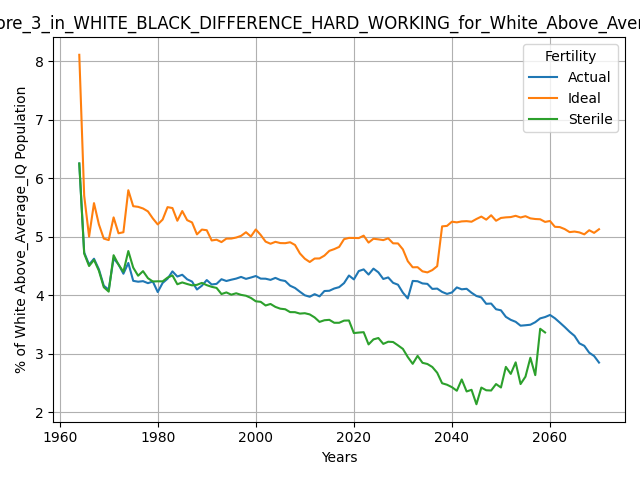 ore_3_in_WHITE_BLACK_DIFFERENCE_HARD_WORKING_for_White_Above_Aver
Fertility
Actual
Ideal
Sterile
% of White Above_Average_IQ Population
8
7
6
5
4
3
2
1960
1980
2000
2020
2040
2060
Years